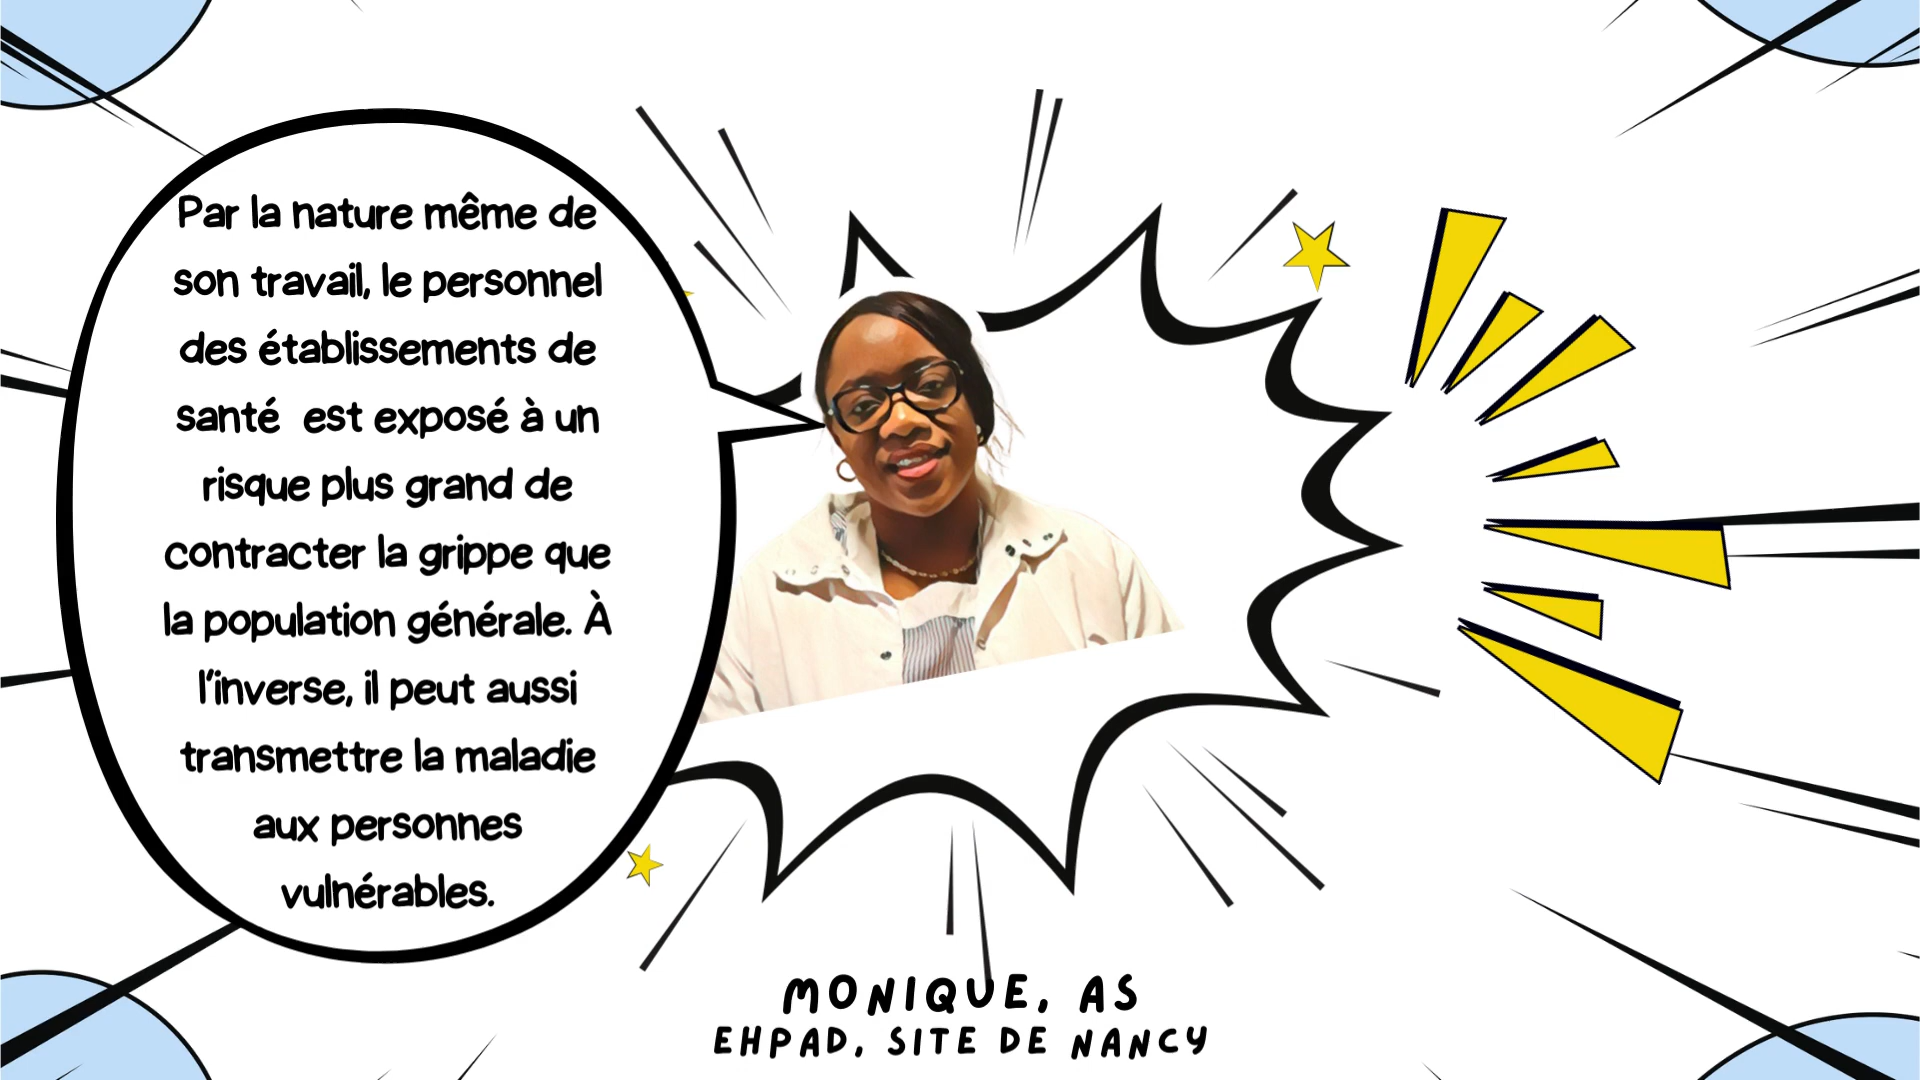 Par la nature même de
son travail, le personnel
des établissements de
santé  est exposé à un
risque plus grand de
contracter la grippe que
la population générale. À
l'inverse, il peut aussi
transmettre la maladie
aux personnes
vulnérables.
MONIQUE, AS
EHPAD, SITE DE NANCY